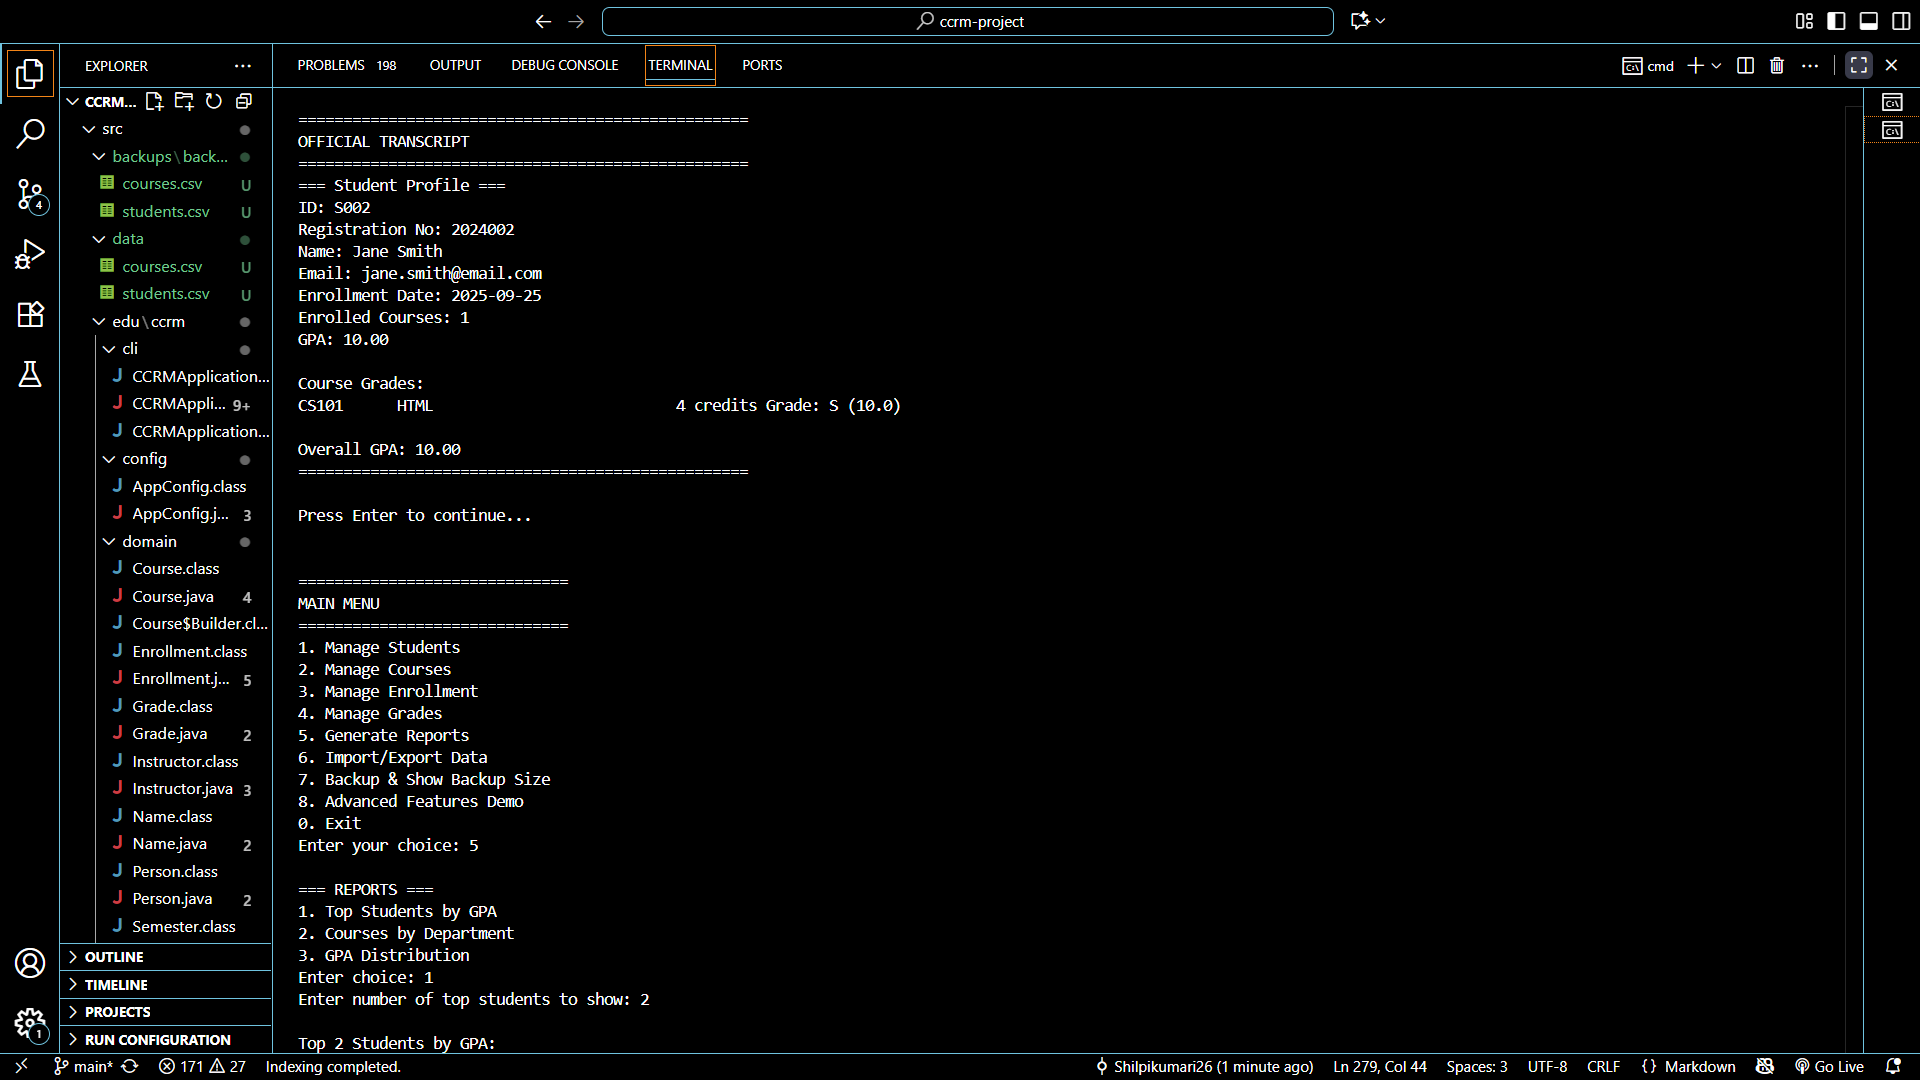 ccrm-project
EXPLORER
PROBLEMS 198 OUTPUT DEBUG CONSOLE TERMINAL PORTS
cmd
CCRM...
src
backups\back...
courses.csv U
students.csv U
data
courses.csv U
students.csv U
edu\ccrm
cli
CCRMApplication...
CCRMAppli... 9+
CCRMApplication...
config
AppConfig.class
AppConfig.j... 3
domain
Course.class
Course.java 4
Course$Builder.cl...
Enrollment.class
Enrollment.j... 5
Grade.class
Grade.java 2
Instructor.class
Instructor.java 3
Name.class
Name.java 2
Person.class
Person.java 2
Semester.class
OUTLINE
TIMELINE
PROJECTS
RUN CONFIGURATION
4
1
==================================================
OFFICIAL TRANSCRIPT
==================================================
=== Student Profile ===
ID: S002
Registration No: 2024002
Name: Jane Smith
Email: jane.smith@email.com
Enrollment Date: 2025-09-25
Enrolled Courses: 1
GPA: 10.00
Course Grades:
CS101 HTML 4 credits Grade: S (10.0)
Overall GPA: 10.00
==================================================
Press Enter to continue...
==============================
MAIN MENU
==============================
1. Manage Students
2. Manage Courses
3. Manage Enrollment
4. Manage Grades
5. Generate Reports
6. Import/Export Data
7. Backup & Show Backup Size
8. Advanced Features Demo
0. Exit
Enter your choice: 5
=== REPORTS ===
1. Top Students by GPA
2. Courses by Department
3. GPA Distribution
Enter choice: 1
Enter number of top students to show: 2
Top 2 Students by GPA:
main* 171 27 Indexing completed. Shilpikumari26 (1 minute ago) Ln 279, Col 44 Spaces: 3 UTF-8 CRLF {} Markdown Go Live